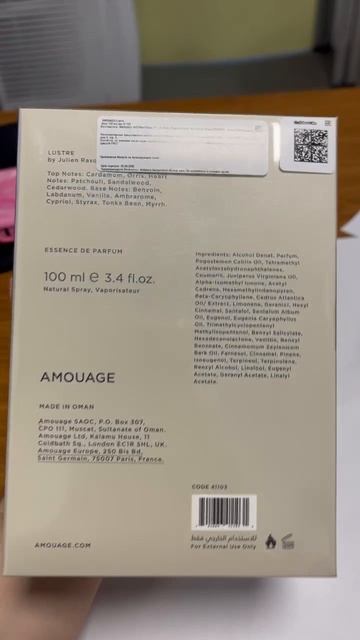 LUSTRE
by Julien Rasq
Top Notes: Cardamom, Orris. Heart
Notes: Patchouli, Sandalwood,
Cedarwood. Base Notes: Benzoin,
Labdanum, Vanilla, Ambrarome,
Cypriol, Styrax, Tonka Bean, Myrrh.
ESSENCE DE PARFUM
100 ml ℮ 3.4 fl.oz.
Natural Spray, Vaporisateur
Ingredients: Alcohol Denat, Parfum,
Pogostemon Cablin Oil, Tetramethyl
Acetyloctahydronaphthalenes,
Coumarin, Juniperus Virginiana Oil,
Alpha-Isomethyl Ionone, Acetyl
Cedrene, Hexamethylindanopyran,
Beta-Caryophyllene, Cedrus Atlantica
Oil/ Extract, Limonene, Geraniol, Hexyl
Cinnamal, Santalol, Santalum Album
Oil, Eugenol, Eugenia Caryophyllus
Oil, Trimethylcyclopentenyl
Methylisopentenol, Benzyl Salicylate,
Hexadecanolactone, Vanillin, Benzyl
Benzoate, Cinnamomum Zeylanicum
Bark Oil, Farnesol, Cinnamal, Pinene,
Isoeugenol, Terpineol, Terpinolene,
Benzyl Alcohol, Linalool, Eugenyl
Acetate, Geranyl Acetate, Linalyl
Acetate.
AMOUAGE
MADE IN OMAN
Amouage SAOC, P.O. Box 307,
CPO 111, Muscat, Sultanate of Oman.
Amouage Ltd, Kalamu House, 11
Coldbath Sq., London EC1R 5HL, UK.
Amouage Europe, 250 Bis Bd,
Saint Germain, 75007 Paris, France.
CODE 41103
للاستخدام الخارجي فقط
For External Use Only
AMOUAGE.COM